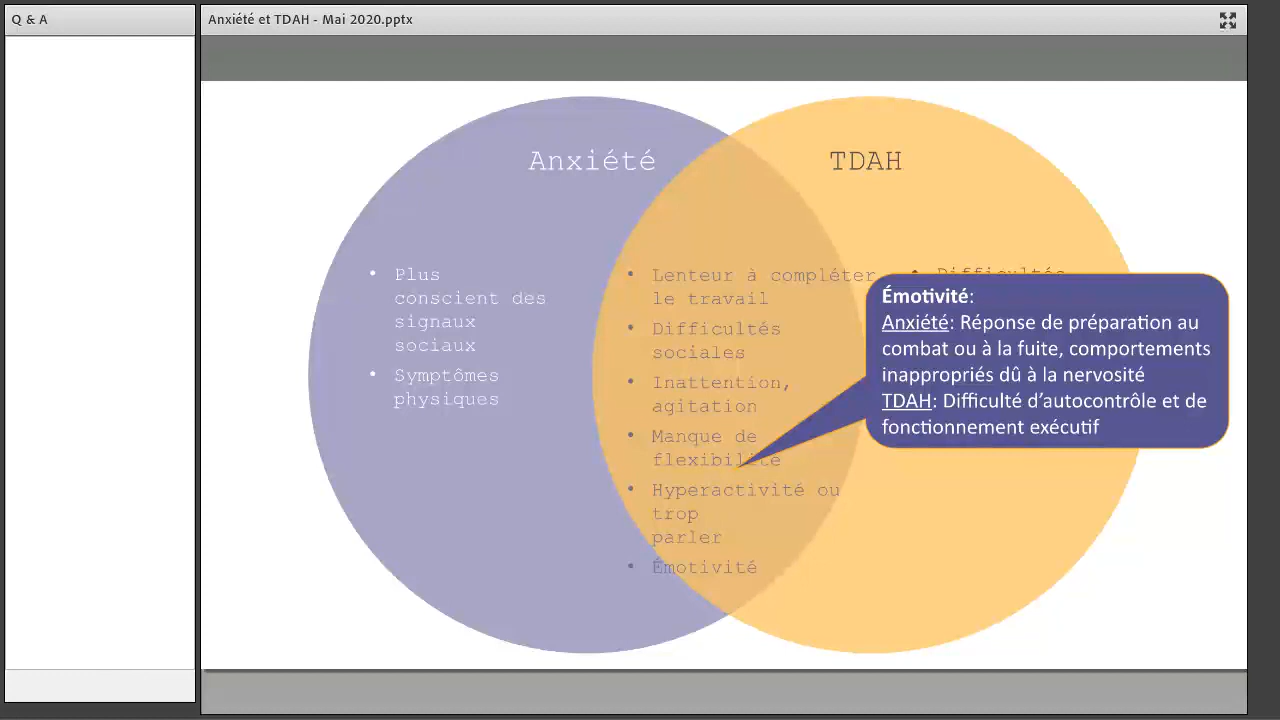 Q & A
Anxiété et TDAH - Mai 2020.pptx
Anxiété
TDAH
• Plus
conscient des
signaux
sociaux
• Symptômes
physiques
• Lenteur à compléter
le travail
• Difficultés
sociales
• Inattention,
agitation
• Manque de
flexibilité
• Hyperactivité ou
trop
parler
• Émotivité
• Difficultés
Émotivité:
Anxiété: Réponse de préparation au
combat ou à la fuite, comportements
inappropriés dû à la nervosité
TDAH: Difficulté d’autocontrôle et de
fonctionnement exécutif